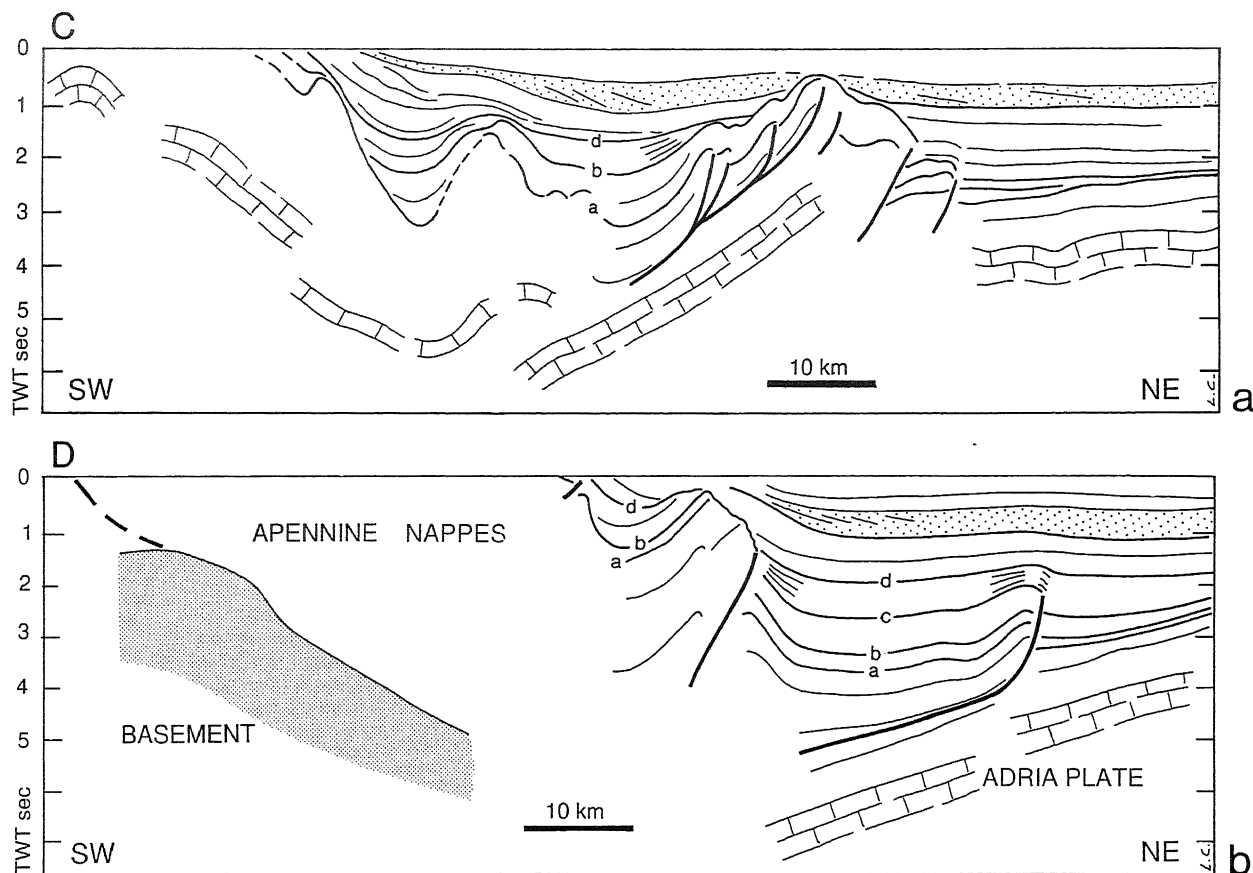 C
0
1
2
3
4
5
TWT sec
d
b
a
10 km
SW
NE
L.C.
a
D
0
1
2
3
4
5
TWT sec
APENNINE NAPPES
BASEMENT
d
b
a
d
c
b
a
10 km
ADRIA PLATE
SW
NE
L.C.
b